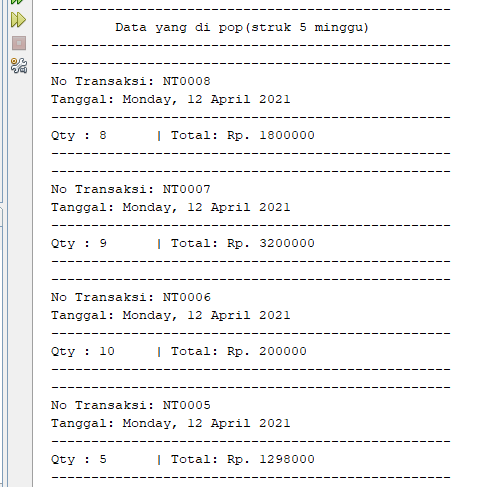 --------------------------------------------------
Data yang di pop(struk 5 minggu)
--------------------------------------------------
--------------------------------------------------
No Transaksi: NT0008
Tanggal: Monday, 12 April 2021
--------------------------------------------------
Qty : 8      | Total: Rp. 1800000
--------------------------------------------------
--------------------------------------------------
No Transaksi: NT0007
Tanggal: Monday, 12 April 2021
--------------------------------------------------
Qty : 9      | Total: Rp. 3200000
--------------------------------------------------
--------------------------------------------------
No Transaksi: NT0006
Tanggal: Monday, 12 April 2021
--------------------------------------------------
Qty : 10     | Total: Rp. 200000
--------------------------------------------------
--------------------------------------------------
No Transaksi: NT0005
Tanggal: Monday, 12 April 2021
--------------------------------------------------
Qty : 5      | Total: Rp. 1298000
--------------------------------------------------